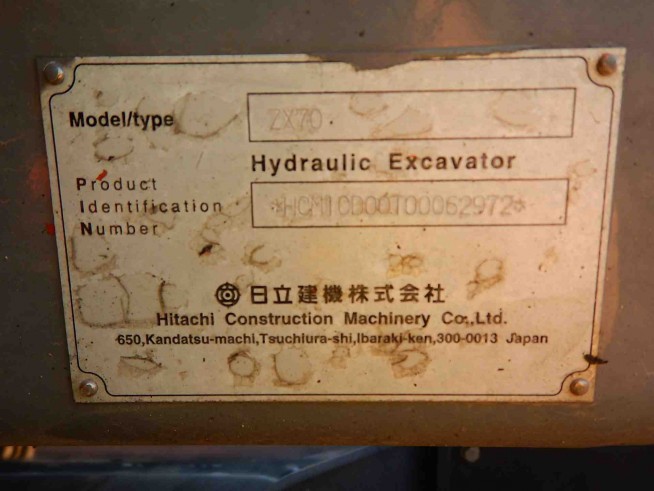 Model/type ZX70
Hydraulic Excavator
Product
Identification *HCM1CD00T00062972*
Number
日立建機株式会社
Hitachi Construction Machinery Co.,Ltd.
650,Kandatsu-machi,Tsuchiura-shi,Ibaraki-ken,300-0013 Japan